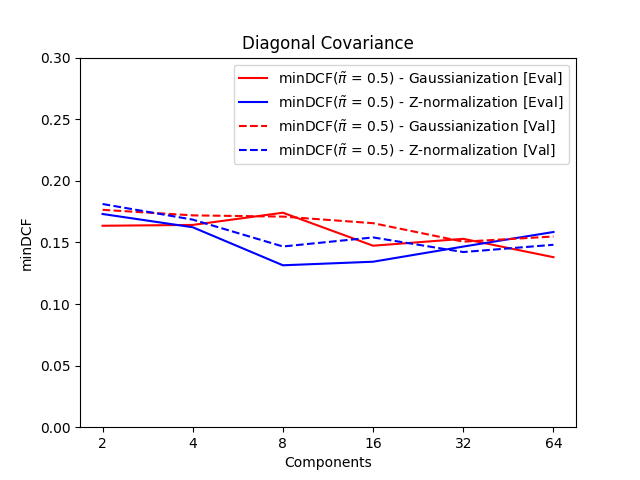 Diagonal Covariance
minDCF(π̃ = 0.5) - Gaussianization [Eval]
minDCF(π̃ = 0.5) - Z-normalization [Eval]
minDCF(π̃ = 0.5) - Gaussianization [Val]
minDCF(π̃ = 0.5) - Z-normalization [Val]
minDCF
0.30
0.25
0.20
0.15
0.10
0.05
0.00
2 4 8 16 32 64
Components